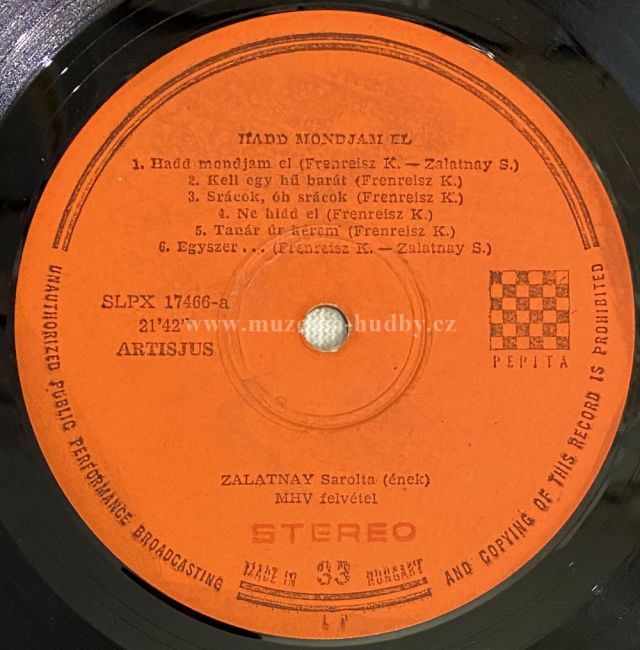 HADD MONDJAM EL
1. Hadd mondjam el (Frenreisz K. — Zalatnay S.)
2. Kell egy hű barát (Frenreisz K.)
3. Srácok, óh srácok (Frenreisz K.)
4. Ne hidd el (Frenreisz K.)
5. Tanár úr kérem (Frenreisz K.)
6. Egyszer ... (Frenreisz K. — Zalatnay S.)
SLPX 17466-a
21'42"
ARTISJUS
PEPITA
www.muzeum-hudby.cz
ZALATNAY Sarolta (ének)
MHV felvétel
STEREO
MADE IN 33 HUNGARY
UNAUTHORIZED PUBLIC PERFORMANCE BROADCASTING
AND COPYING OF THIS RECORD IS PROHIBITED